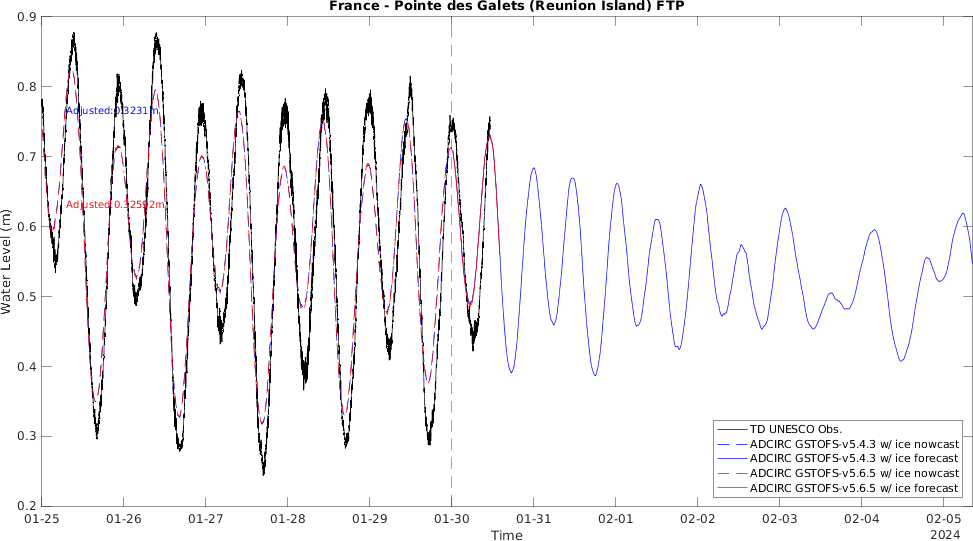 France - Pointe des Galets (Reunion Island) FTP
0.9
0.8
0.7
0.6
0.5
0.4
0.3
0.2
Water Level (m)
Adjusted:0.3231m
Adjusted:0.32592m
TD UNESCO Obs.
ADCIRC GSTOFS-v5.4.3 w/ ice nowcast
ADCIRC GSTOFS-v5.4.3 w/ ice forecast
ADCIRC GSTOFS-v5.6.5 w/ ice nowcast
ADCIRC GSTOFS-v5.6.5 w/ ice forecast
01-25 01-26 01-27 01-28 01-29 01-30 01-31 02-01 02-02 02-03 02-04 02-05
Time
2024